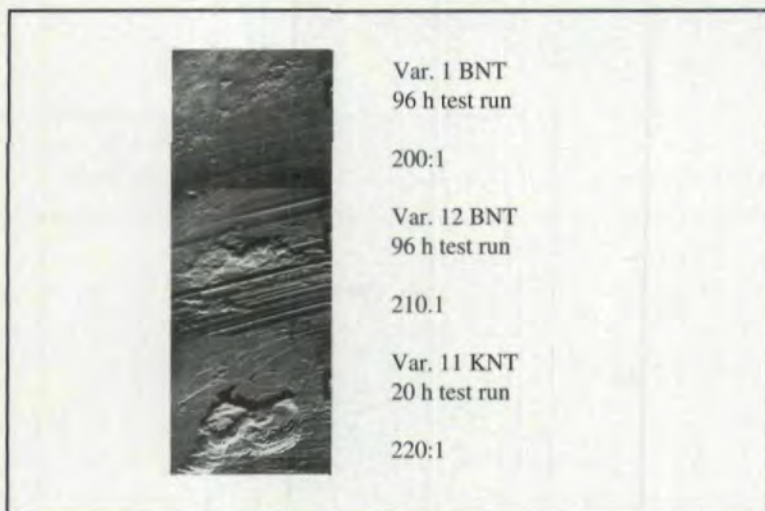 Var. 1 BNT
96 h test run
200:1
Var. 12 BNT
96 h test run
210.1
Var. 11 KNT
20 h test run
220:1